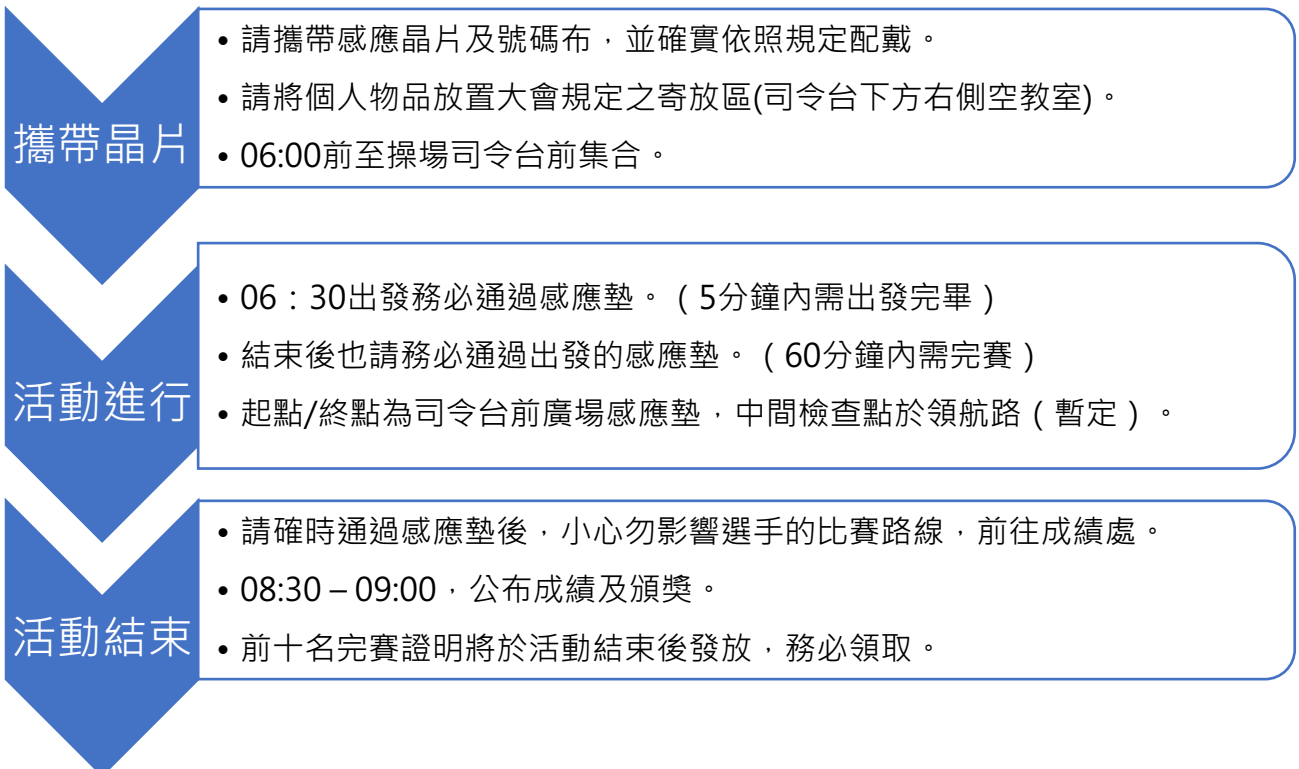 攜帶晶片
• 請攜帶感應晶片及號碼布，並確實依照規定配戴。
• 請將個人物品放置大會規定之寄放區(司令台下方右側空教室)。
• 06:00前至操場司令台前集合。
活動進行
• 06：30出發務必通過感應墊。（5分鐘內需出發完畢）
• 結束後也請務必通過出發的感應墊。（60分鐘內需完賽）
• 起點/終點為司令台前廣場感應墊，中間檢查點於領航路（暫定）。
活動結束
• 請確時通過感應墊後，小心勿影響選手的比賽路線，前往成績處。
• 08:30 – 09:00，公布成績及頒獎。
• 前十名完賽證明將於活動結束後發放，務必領取。